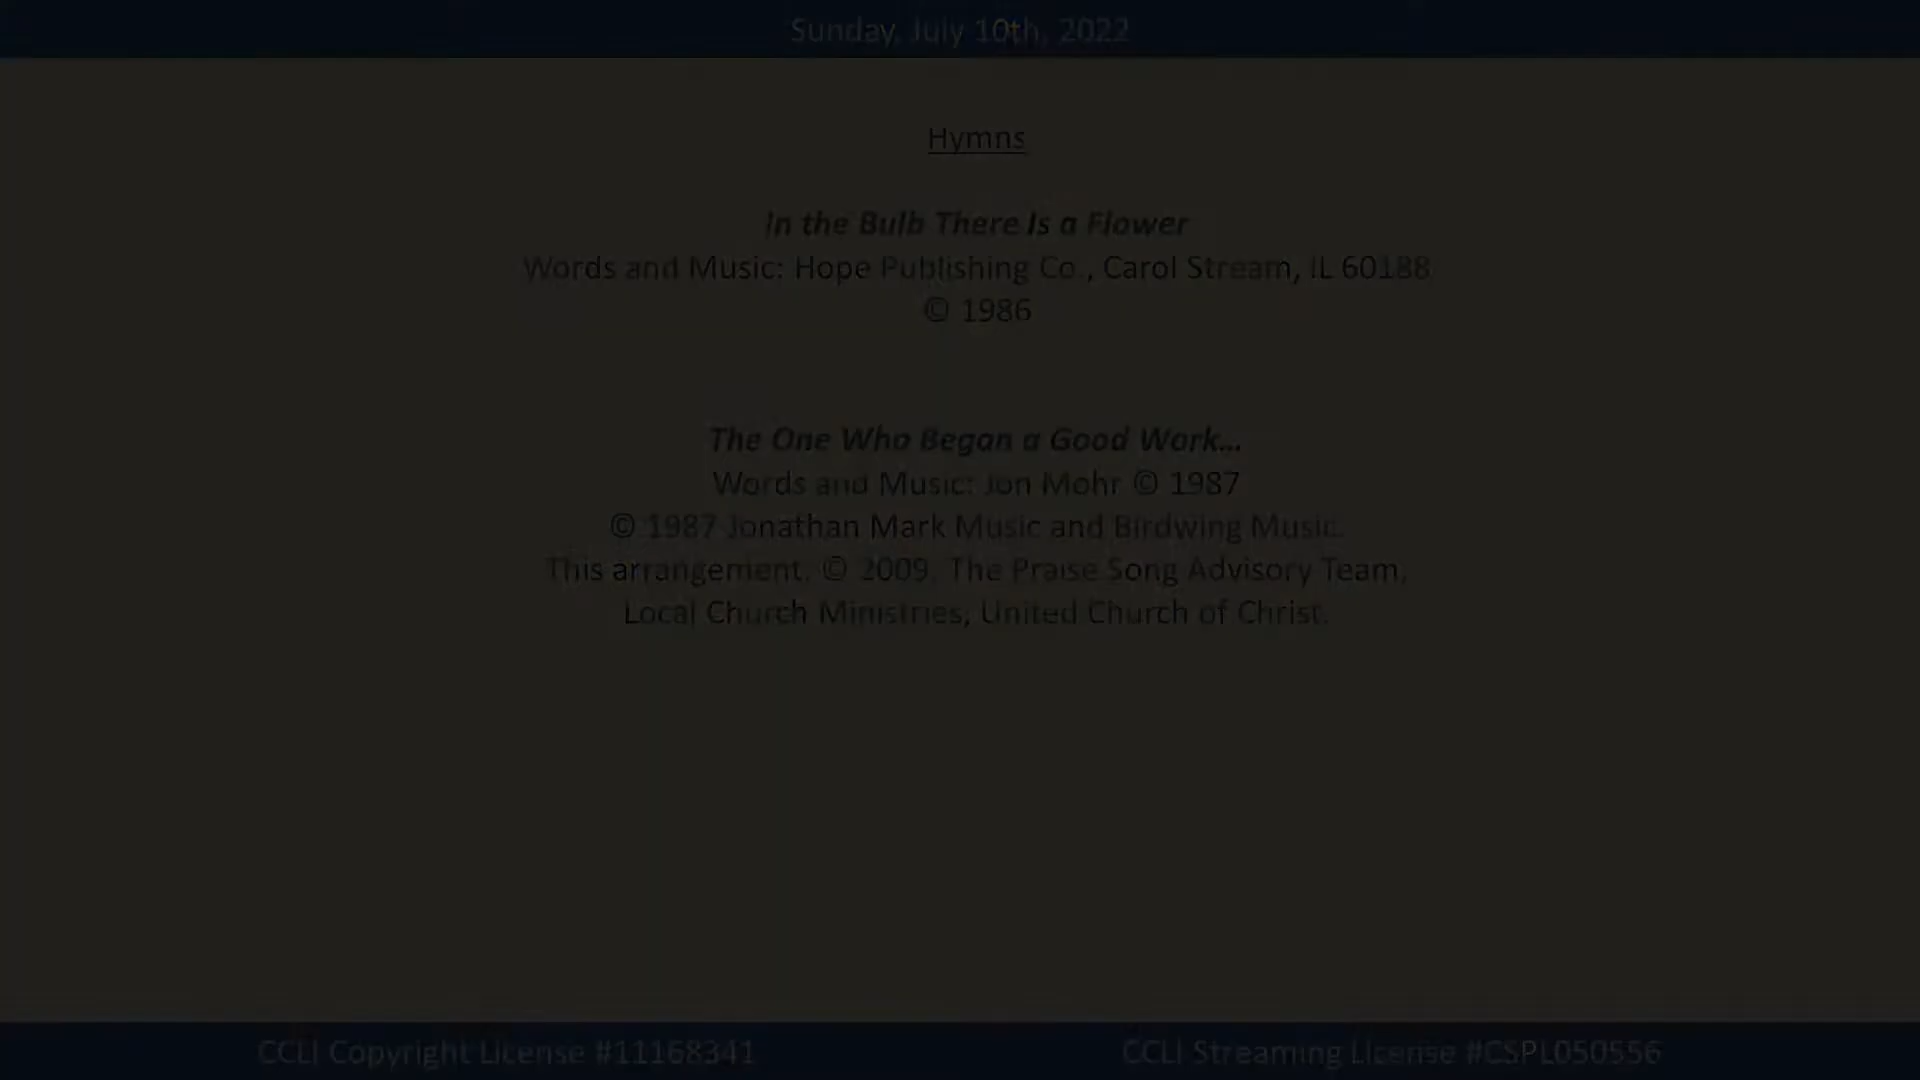 Sunday, July 10th, 2022
Hymns
In the Bulb There Is a Flower
Words and Music: Hope Publishing Co., Carol Stream, IL 60188
© 1986
The One Who Began a Good Work...
Words and Music: Jon Mohr © 1987
© 1987 Jonathan Mark Music and Birdwing Music.
This arrangement, © 2009, The Praise Song Advisory Team,
Local Church Ministries, United Church of Christ.
CCLI Copyright License #11168341
CCLI Streaming License #CSPL050556